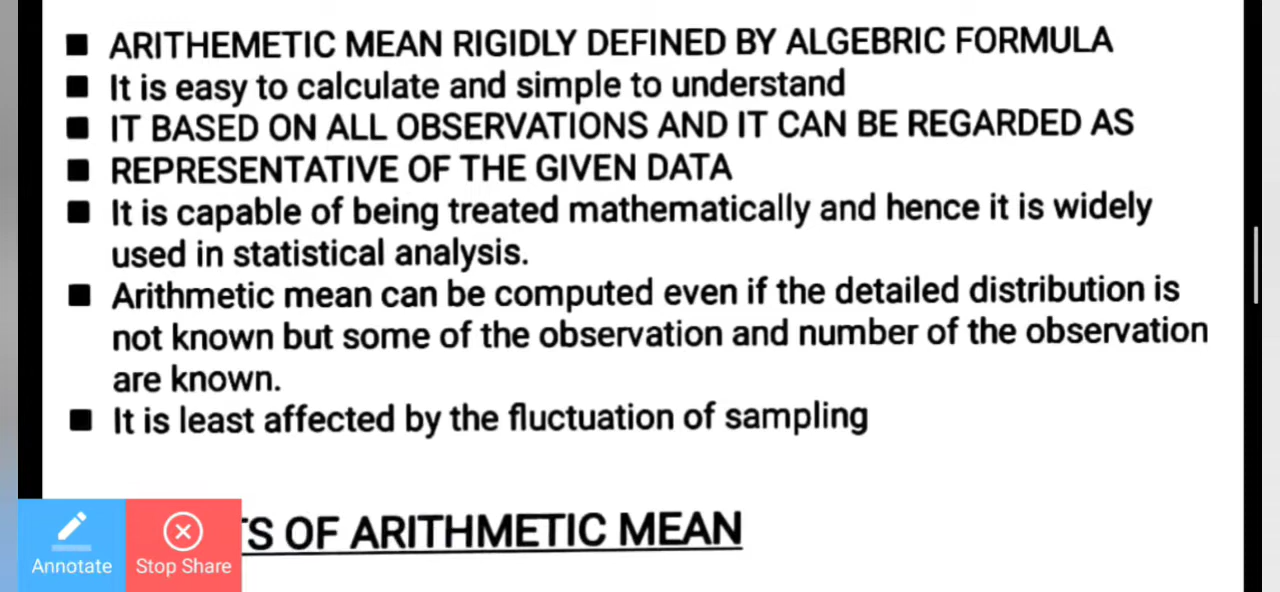 ■ ARITHEMETIC MEAN RIGIDLY DEFINED BY ALGEBRIC FORMULA
■ It is easy to calculate and simple to understand
■ IT BASED ON ALL OBSERVATIONS AND IT CAN BE REGARDED AS
■ REPRESENTATIVE OF THE GIVEN DATA
■ It is capable of being treated mathematically and hence it is widely
used in statistical analysis.
■ Arithmetic mean can be computed even if the detailed distribution is
not known but some of the observation and number of the observation
are known.
■ It is least affected by the fluctuation of sampling
OF ARITHMETIC MEAN
Annotate Stop Share